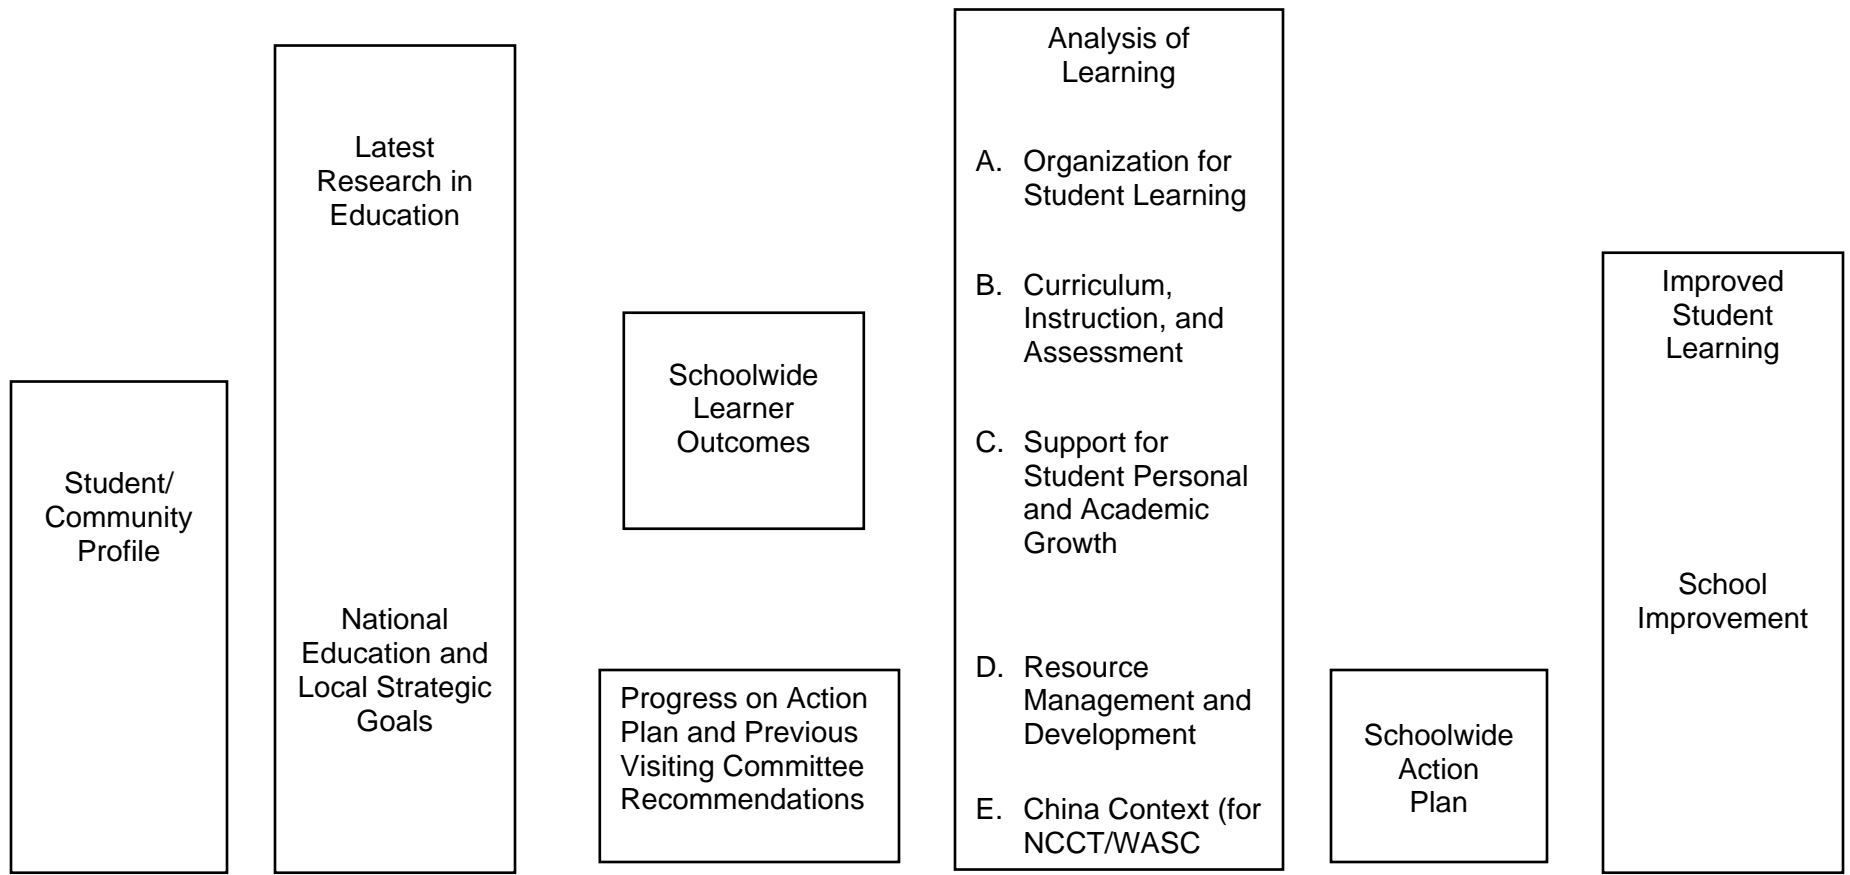 Student/
Community
Profile
Latest
Research in
Education
National
Education and
Local Strategic
Goals
Schoolwide
Learner
Outcomes
Progress on Action
Plan and Previous
Visiting Committee
Recommendations
Analysis of
Learning
A. Organization for
Student Learning
B. Curriculum,
Instruction, and
Assessment
C. Support for
Student Personal
and Academic
Growth
D. Resource
Management and
Development
E. China Context (for
NCCT/WASC
Schoolwide
Action
Plan
Improved
Student
Learning
School
Improvement